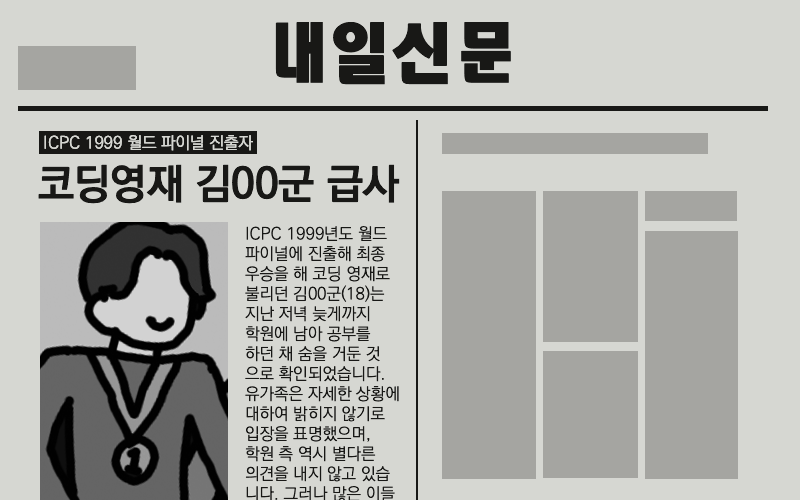 내일신문
ICPC 1999 월드 파이널 진출자
코딩영재 김00군 급사
ICPC 1999년도 월드
파이널에 진출해 최종
우승을 해 코딩 영재로
불리던 김00군(18)는
지난 저녁 늦게까지
학원에 남아 공부를
하던 채 숨을 거둔 것
으로 확인되었습니다.
유가족은 자세한 상황에
대하여 밝히지 않기로
입장을 표명했으며,
학원 측 역시 별다른
의견을 내지 않고 있습
니다. 그러나 많은 이들
1